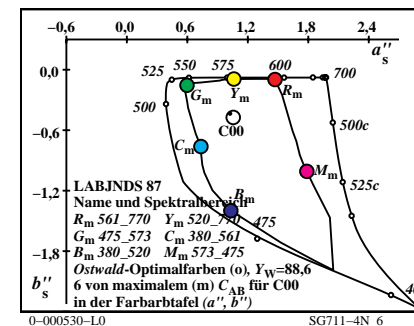 −0,6 0,0 0,6 1,2 1,8 2,4
a"s
0,0
−0,6
−1,2
−1,8
b"s
525 550 575 600 700
500
Gm Ym Rm
C00
500c
Cm
Mm
525c
Bm 475
LABJNDS 87
Name und Spektralbereich
Rm 561_770 Ym 520_770
Gm 475_573 Cm 380_561
Bm 380_520 Mm 573_475
Ostwald-Optimalfarben (o), YW=88,6
6 von maximalem (m) CAB für C00
in der Farbartafel (a", b")
0−000530−L0
SG711−4N 6